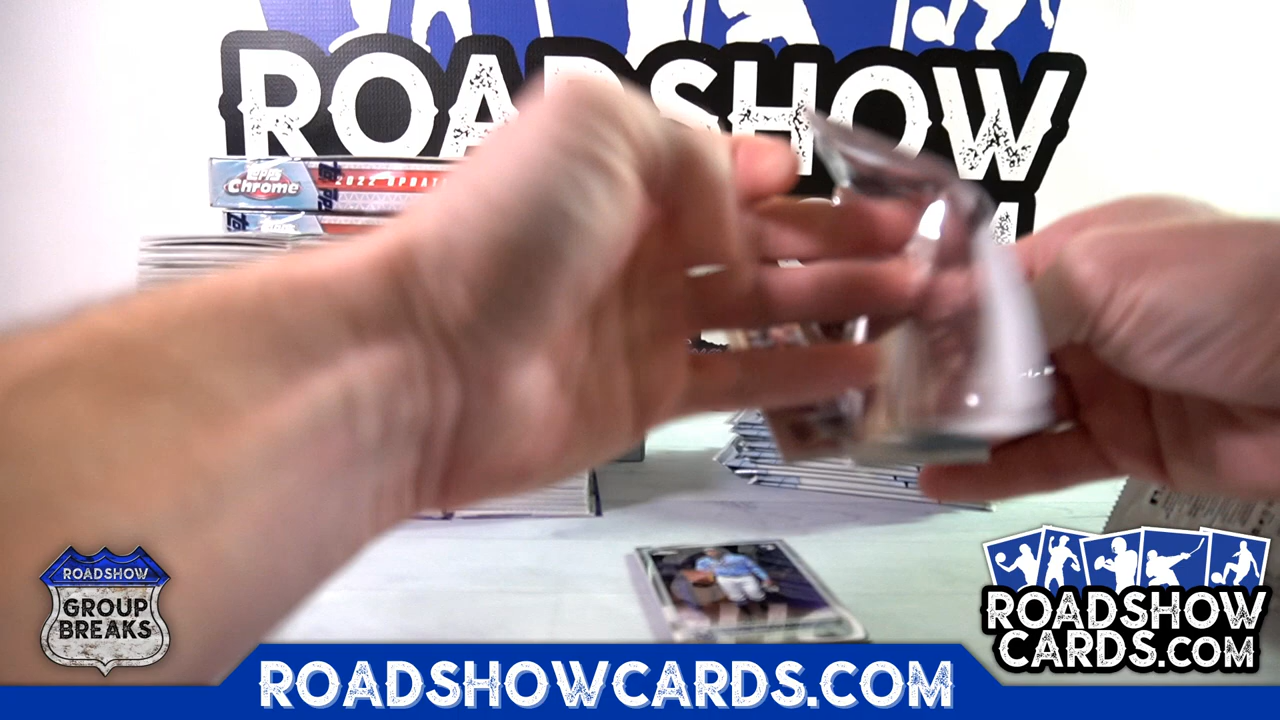 ROADSHOW
TOPPS
Chrome
2022 UPDATE
ROADSHOW
GROUP
BREAKS
ROADSHOW
CARDS.COM
ROADSHOWCARDS.COM